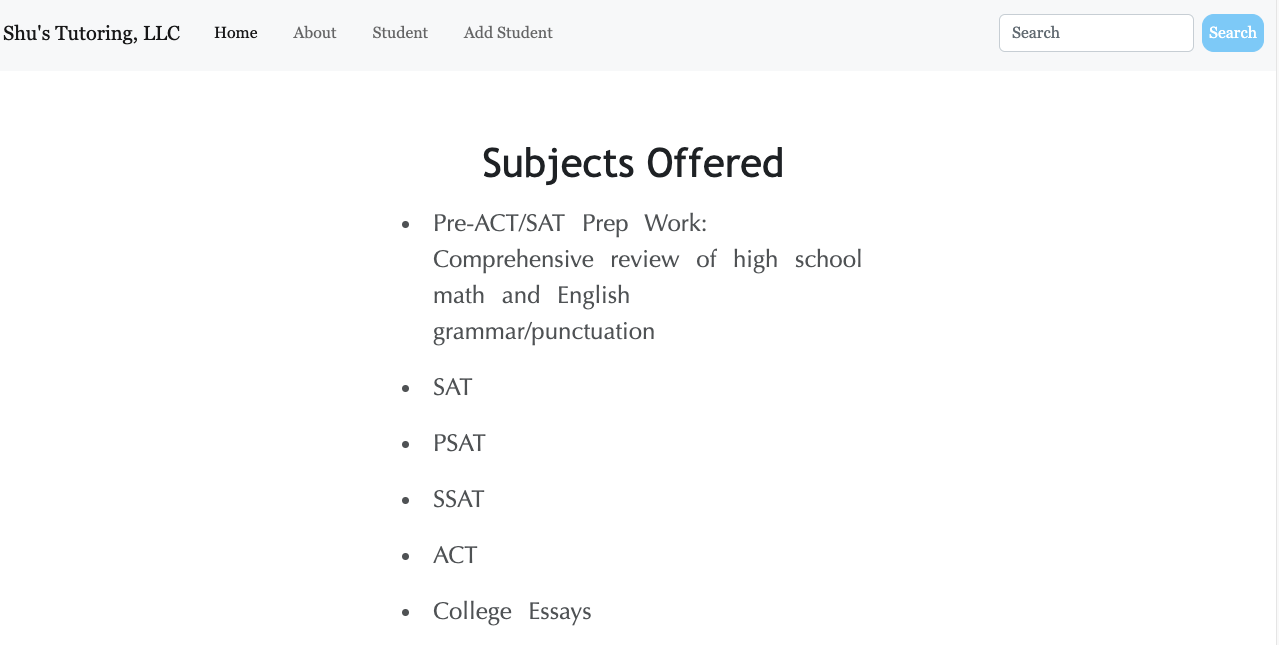 Shu's Tutoring, LLC Home About Student Add Student Search Search
Subjects Offered
• Pre-ACT/SAT Prep Work:
Comprehensive review of high school
math and English
grammar/punctuation
• SAT
• PSAT
• SSAT
• ACT
• College Essays